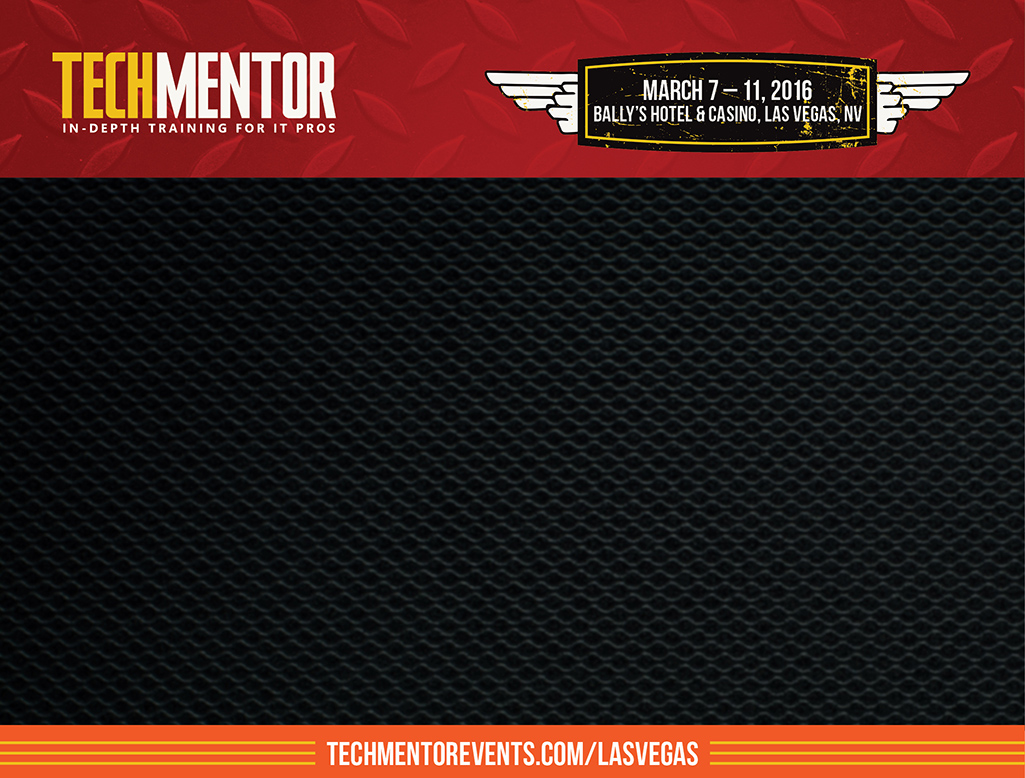 TECHMENTOR
IN-DEPTH TRAINING FOR IT PROS
MARCH 7 – 11, 2016
BALLY'S HOTEL & CASINO, LAS VEGAS, NV
TECHMENTOREVENTS.COM/LASVEGAS